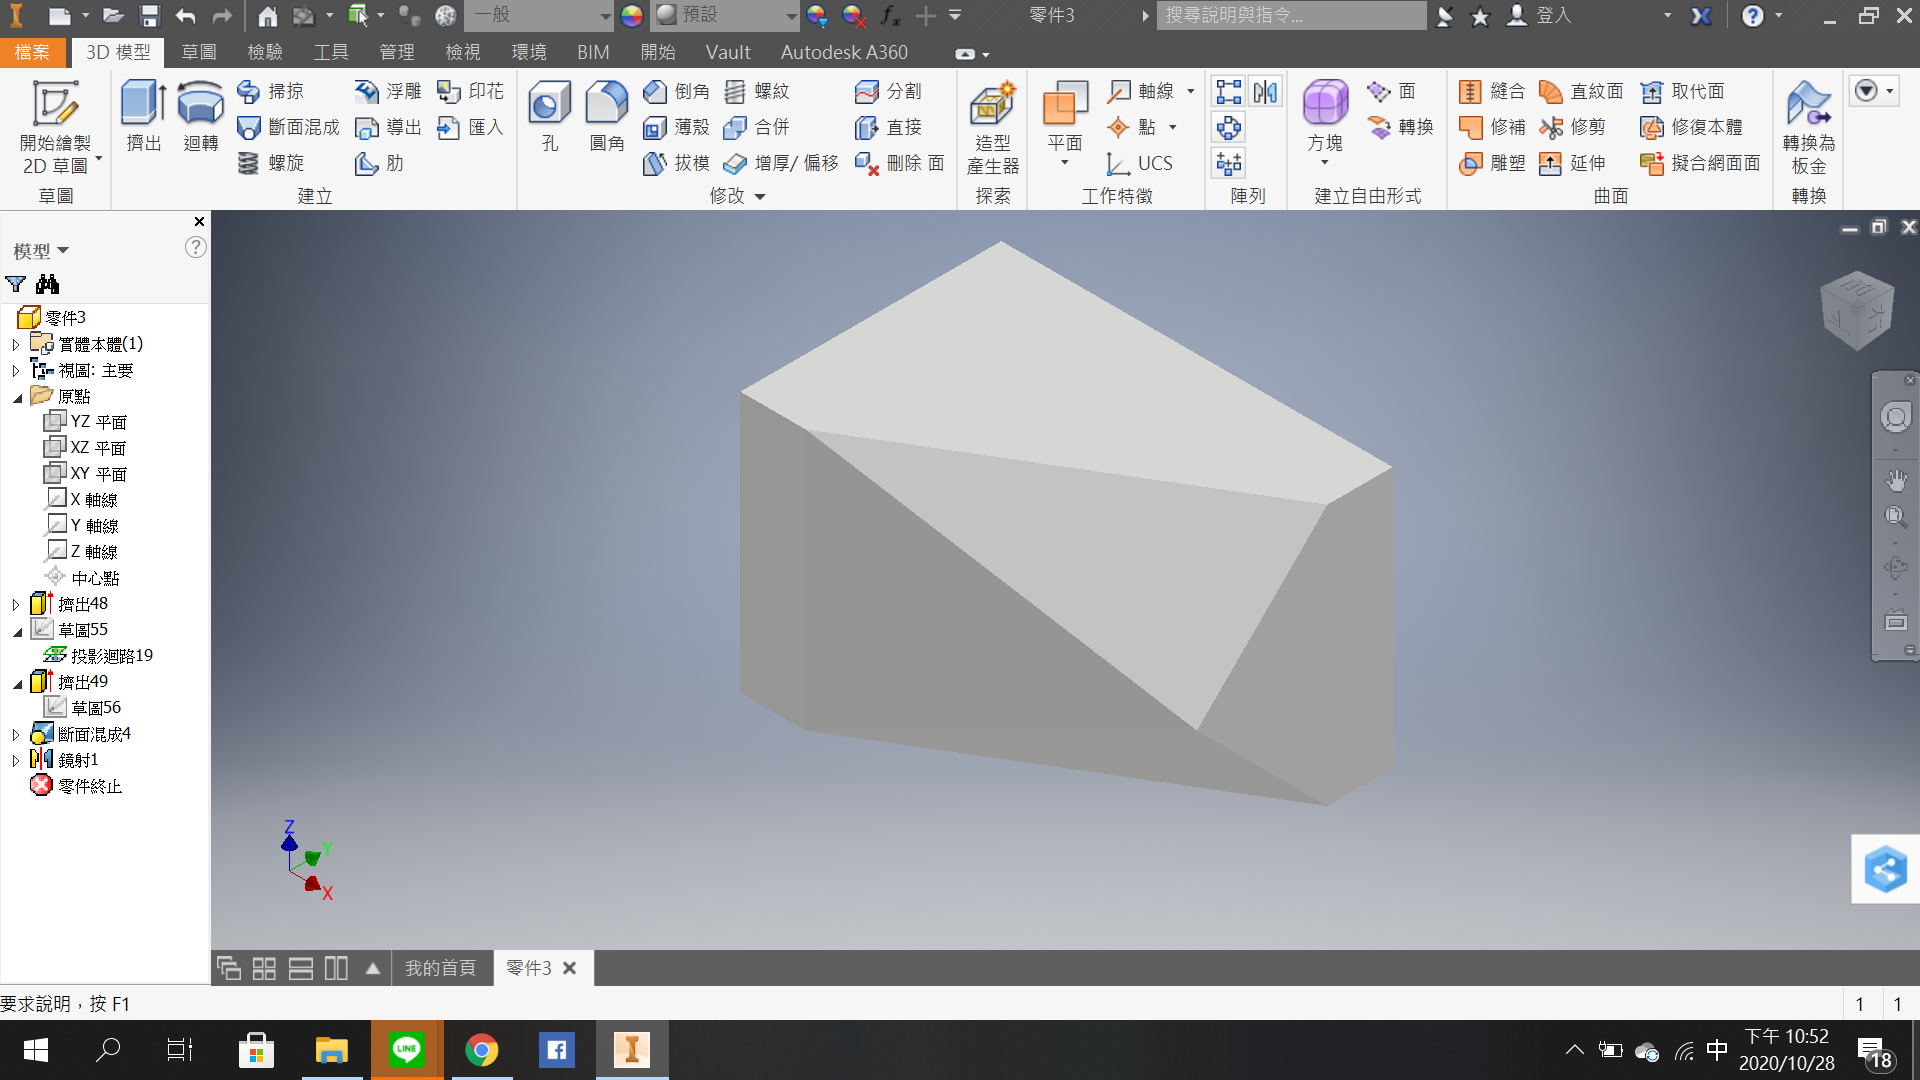 一般
預設
fx
零件3
搜尋說明與指令...
登入
檔案
3D 模型
草圖
檢驗
工具
管理
檢視
環境
BIM
開始
Vault
Autodesk A360
開始繪製
2D 草圖
草圖
擠出
迴轉
掃掠
斷面混成
螺旋
浮雕
導出
肋
印花
匯入
建立
孔
圓角
倒角
薄殼
拔模
螺紋
合併
增厚/ 偏移
分割
直接
刪除 面
修改
造型
產生器
探索
平面
軸線
點
UCS
工作特徵
陣列
方塊
面
轉換
建立自由形式
縫合
修補
雕塑
直紋面
修剪
延伸
取代面
修復本體
擬合網面面
曲面
轉換為
板金
轉換
模型
零件3
實體本體(1)
視圖: 主要
原點
YZ 平面
XZ 平面
XY 平面
X 軸線
Y 軸線
Z 軸線
中心點
擠出48
草圖55
投影迴路19
擠出49
草圖56
斷面混成4
鏡射1
零件終止
Z
Y
X
我的首頁
零件3
要求說明，按 F1
1
1
LINE
中
下午 10:52
2020/10/28
18